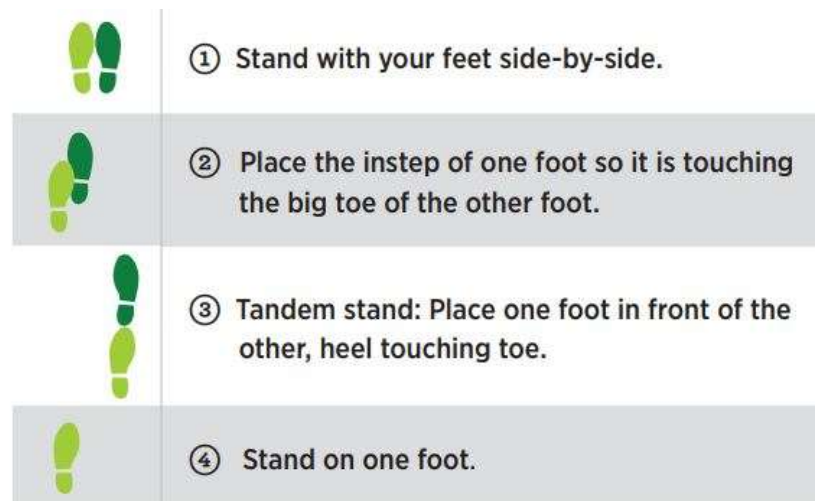 ① Stand with your feet side-by-side.
② Place the instep of one foot so it is touching
the big toe of the other foot.
③ Tandem stand: Place one foot in front of the
other, heel touching toe.
④ Stand on one foot.